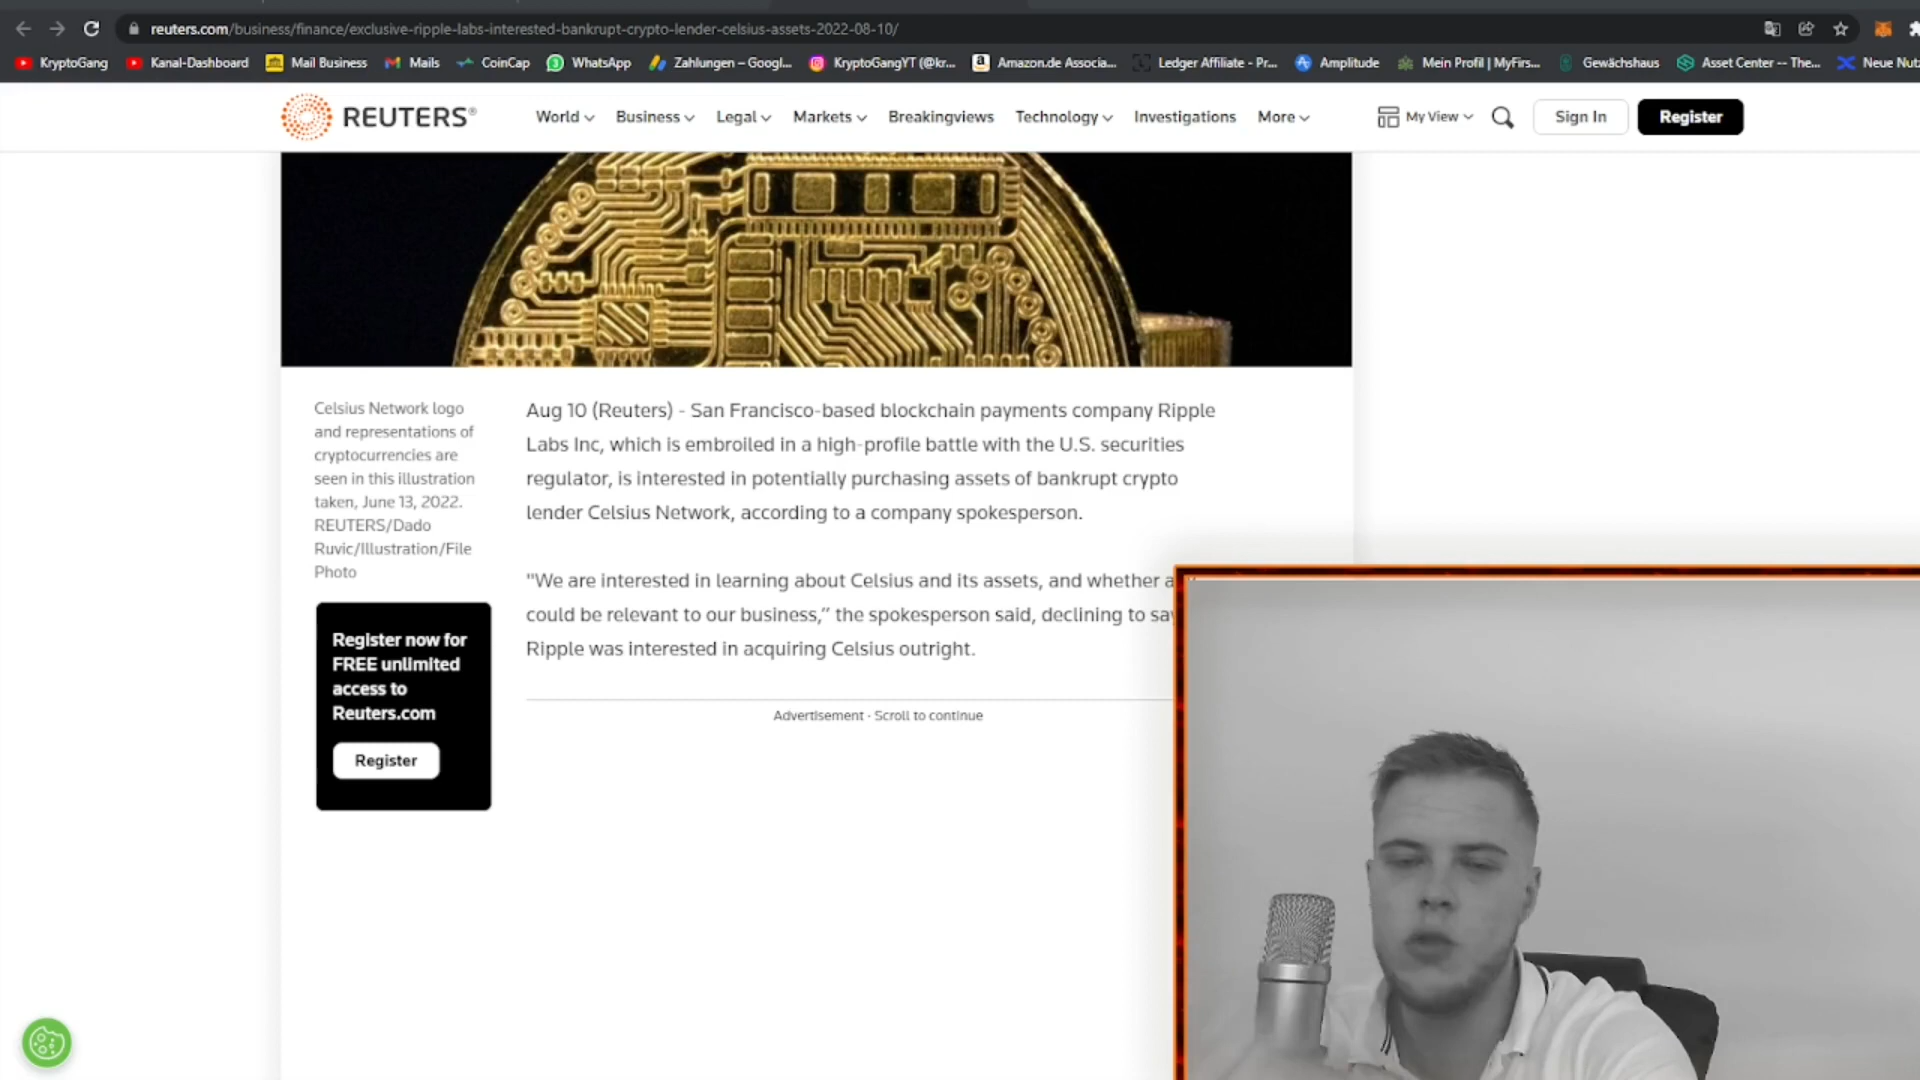 reuters.com/business/finance/exclusive-ripple-labs-interested-bankrupt-crypto-lender-celsius-assets-2022-08-10/
KryptoGang Kanal-Dashboard Mail Business Mails CoinCap WhatsApp Zahlungen – Googl... KryptoGangYT (@kr... Amazon.de Associa... Ledger Affiliate - Pr... Amplitude Mein Profil | MyFirs... Gewächshaus Asset Center -- The... Neue Nut
REUTERS® World Business Legal Markets Breakingviews Technology Investigations More My View Sign In Register
Celsius Network logo
and representations of
cryptocurrencies are
seen in this illustration
taken, June 13, 2022.
REUTERS/Dado
Ruvic/Illustration/File
Photo
Register now for
FREE unlimited
access to
Reuters.com
Register
Aug 10 (Reuters) - San Francisco-based blockchain payments company Ripple
Labs Inc, which is embroiled in a high-profile battle with the U.S. securities
regulator, is interested in potentially purchasing assets of bankrupt crypto
lender Celsius Network, according to a company spokesperson.
"We are interested in learning about Celsius and its assets, and whether
could be relevant to our business,” the spokesperson said, declining to
Ripple was interested in acquiring Celsius outright.
Advertisement · Scroll to continue